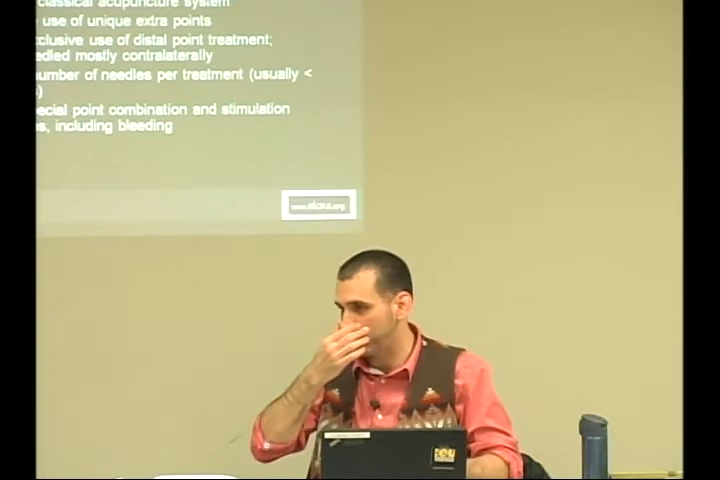 classical acupuncture system
use of unique extra points
clusive use of distal point treatment;
edled mostly contralaterally
umber of needles per treatment (usually <
)
ecial point combination and stimulation
s, including bleeding